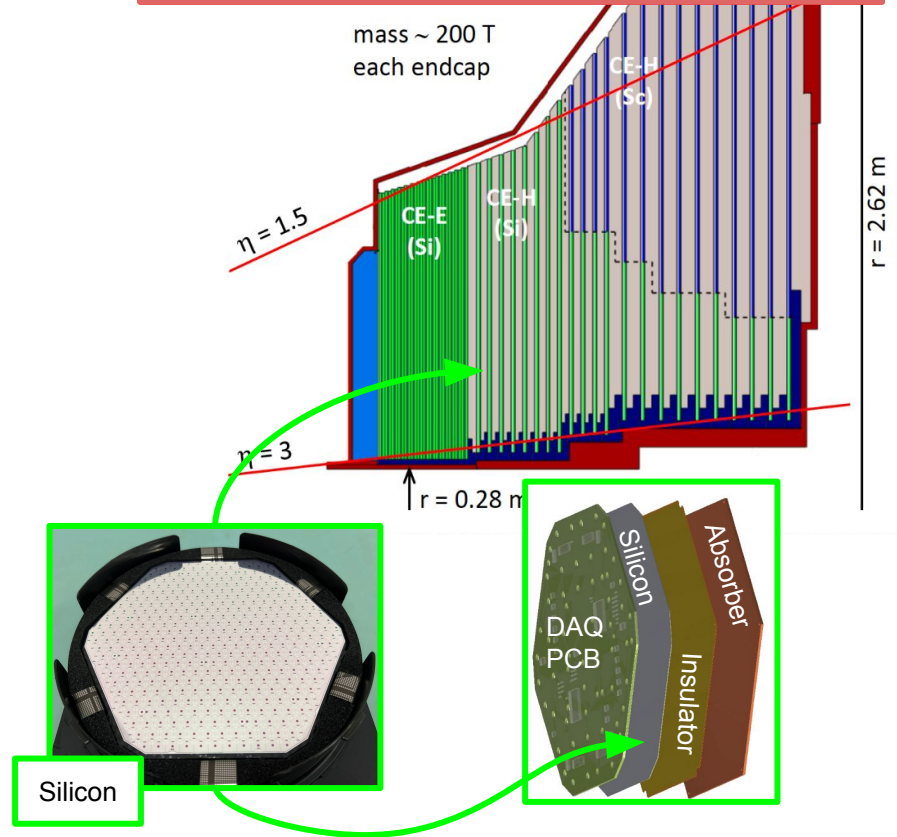 mass ~ 200 T
each endcap
CE-H
(Sc)
η = 1.5
CE-E
(Si)
CE-H
(Si)
r = 2.62 m
η = 3
r = 0.28 m
Silicon
DAQ
PCB
Silicon
Insulator
Absorber